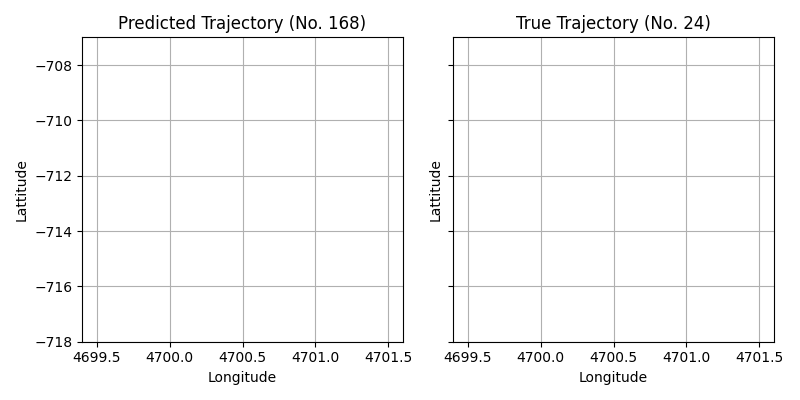 Predicted Trajectory (No. 168)
True Trajectory (No. 24)
−708
−710
−712
−714
−716
−718
Lattitude
Lattitude
4699.5 4700.0 4700.5 4701.0 4701.5
4699.5 4700.0 4700.5 4701.0 4701.5
Longitude
Longitude